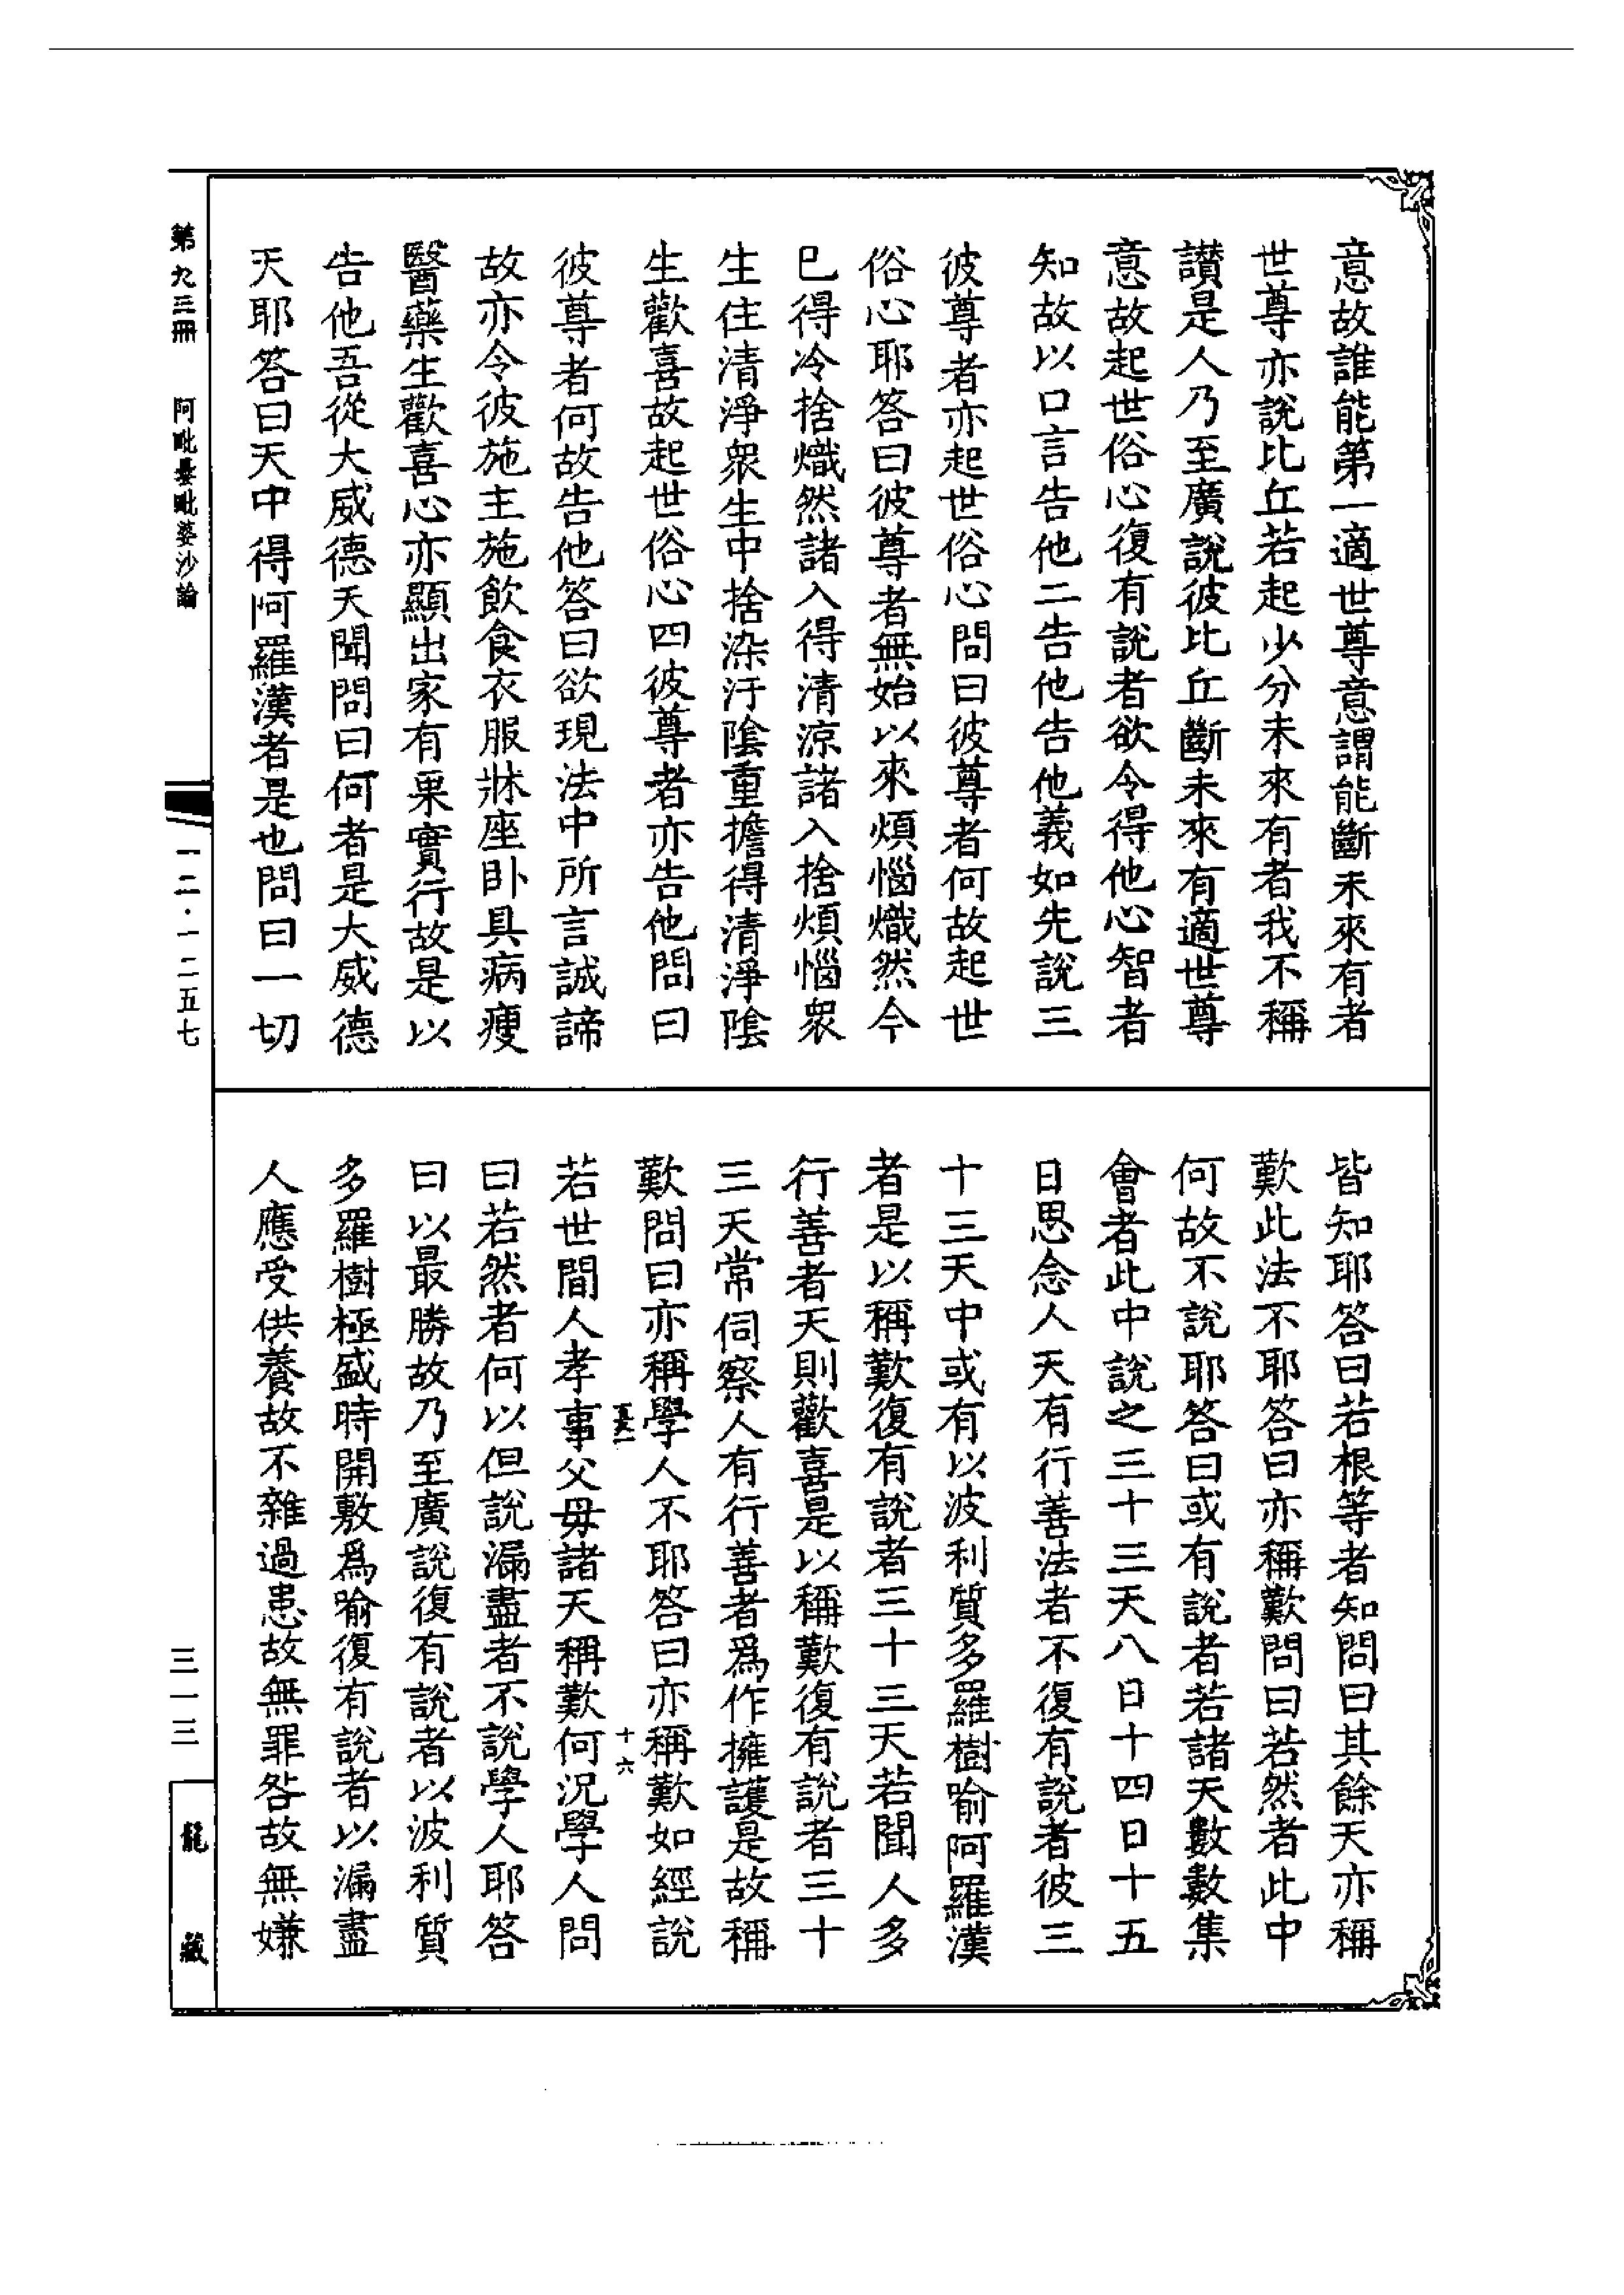 意故誰能第一適世尊意謂能斷未來有者
世尊亦說比丘若起少分未來有者我不稱
讚是人乃至廣說彼比丘斷未來有適世尊
意故起世俗心復有說者欲令得他心智者
知故以口言告他二告他告他義如先說三
彼尊者亦起世俗心問曰彼尊者何故起世
俗心耶答曰彼尊者無始以來煩惱熾然今
已得冷捨熾然諸入得清涼諸入捨煩惱衆
生住清淨衆生中捨染汙陰重擔得清淨陰
生歡喜故起世俗心四彼尊者亦告他問曰
彼尊者何故告他答曰欲現法中所言誠諦
故亦令彼施主施飲食衣服牀座卧具病瘦
醫藥生歡喜心亦顯出家有果實行故是以
告他吾從大威德天聞問曰何者是大威德
天耶答曰天中得阿羅漢者是也問曰一切
皆知耶答曰若根等者知問曰其餘天亦稱
歎此法不耶答曰亦稱歎問曰若然者此中
何故不說耶答曰或有說者若諸天數數集
會者此中說之三十三天八日十四日十五
日思念人天有行善法者不復有說者彼三
十三天中或有以波利質多羅樹喻阿羅漢
者是以稱歎復有說者三十三天若聞人多
行善者天則歡喜是以稱歎復有說者三十
三天常伺察人有行善者爲作擁護是故稱
歎問曰亦稱學人不耶答曰亦稱歎如經說
十六
若世間人孝事父母諸天稱歎何況學人問
曰若然者何以但說漏盡者不說學人耶答
曰以最勝故乃至廣說復有說者以波利質
多羅樹極盛時開敷爲喻復有說者以漏盡
人應受供養故不雜過患故無罪咎故無嫌
第九三冊 阿毗曇毗婆沙論
一二·一二五七
三一三
龍藏